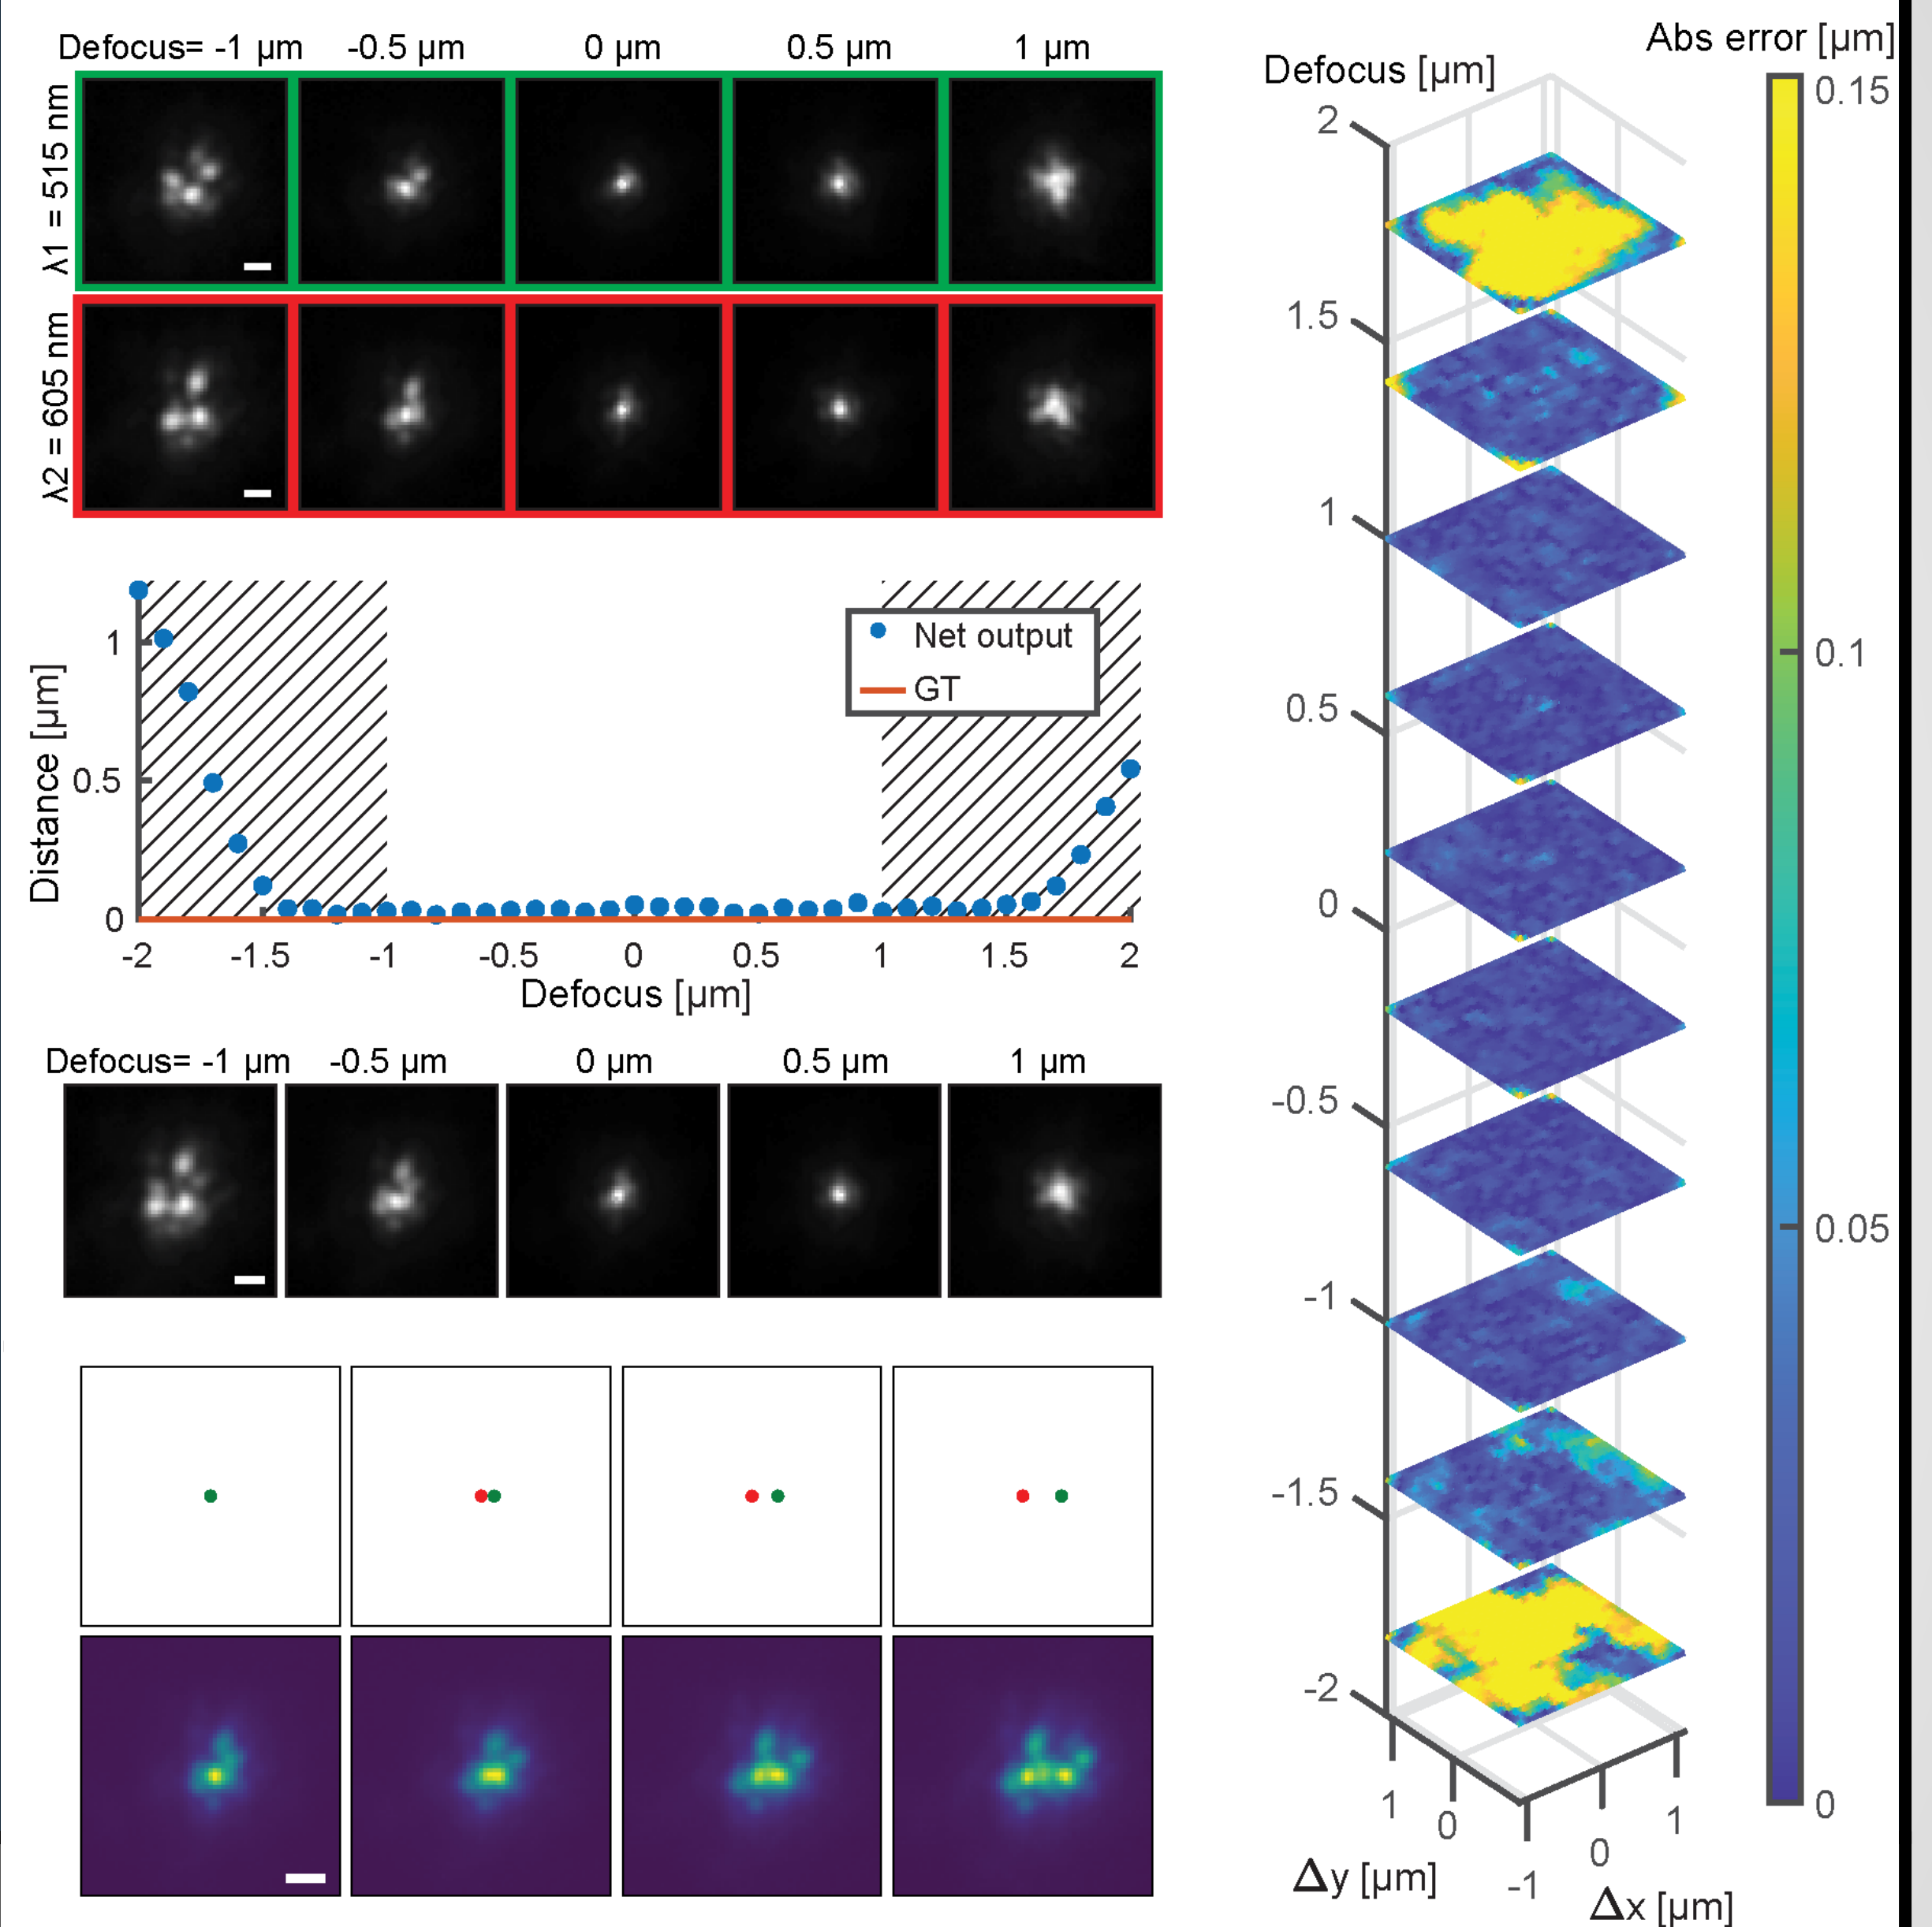 Defocus= -1 µm -0.5 µm 0 µm 0.5 µm 1 µm
λ1 = 515 nm
λ2 = 605 nm
Distance [µm]
1
0.5
0
Net output
GT
-2 -1.5 -1 -0.5 0 0.5 1 1.5 2
Defocus [µm]
Defocus= -1 µm -0.5 µm 0 µm 0.5 µm 1 µm
Defocus [µm]
2
1.5
1
0.5
0
-0.5
-1
-1.5
-2
1 0 -1
Δy [µm]
0 1
Δx [µm]
Abs error [µm]
0.15
0.1
0.05
0